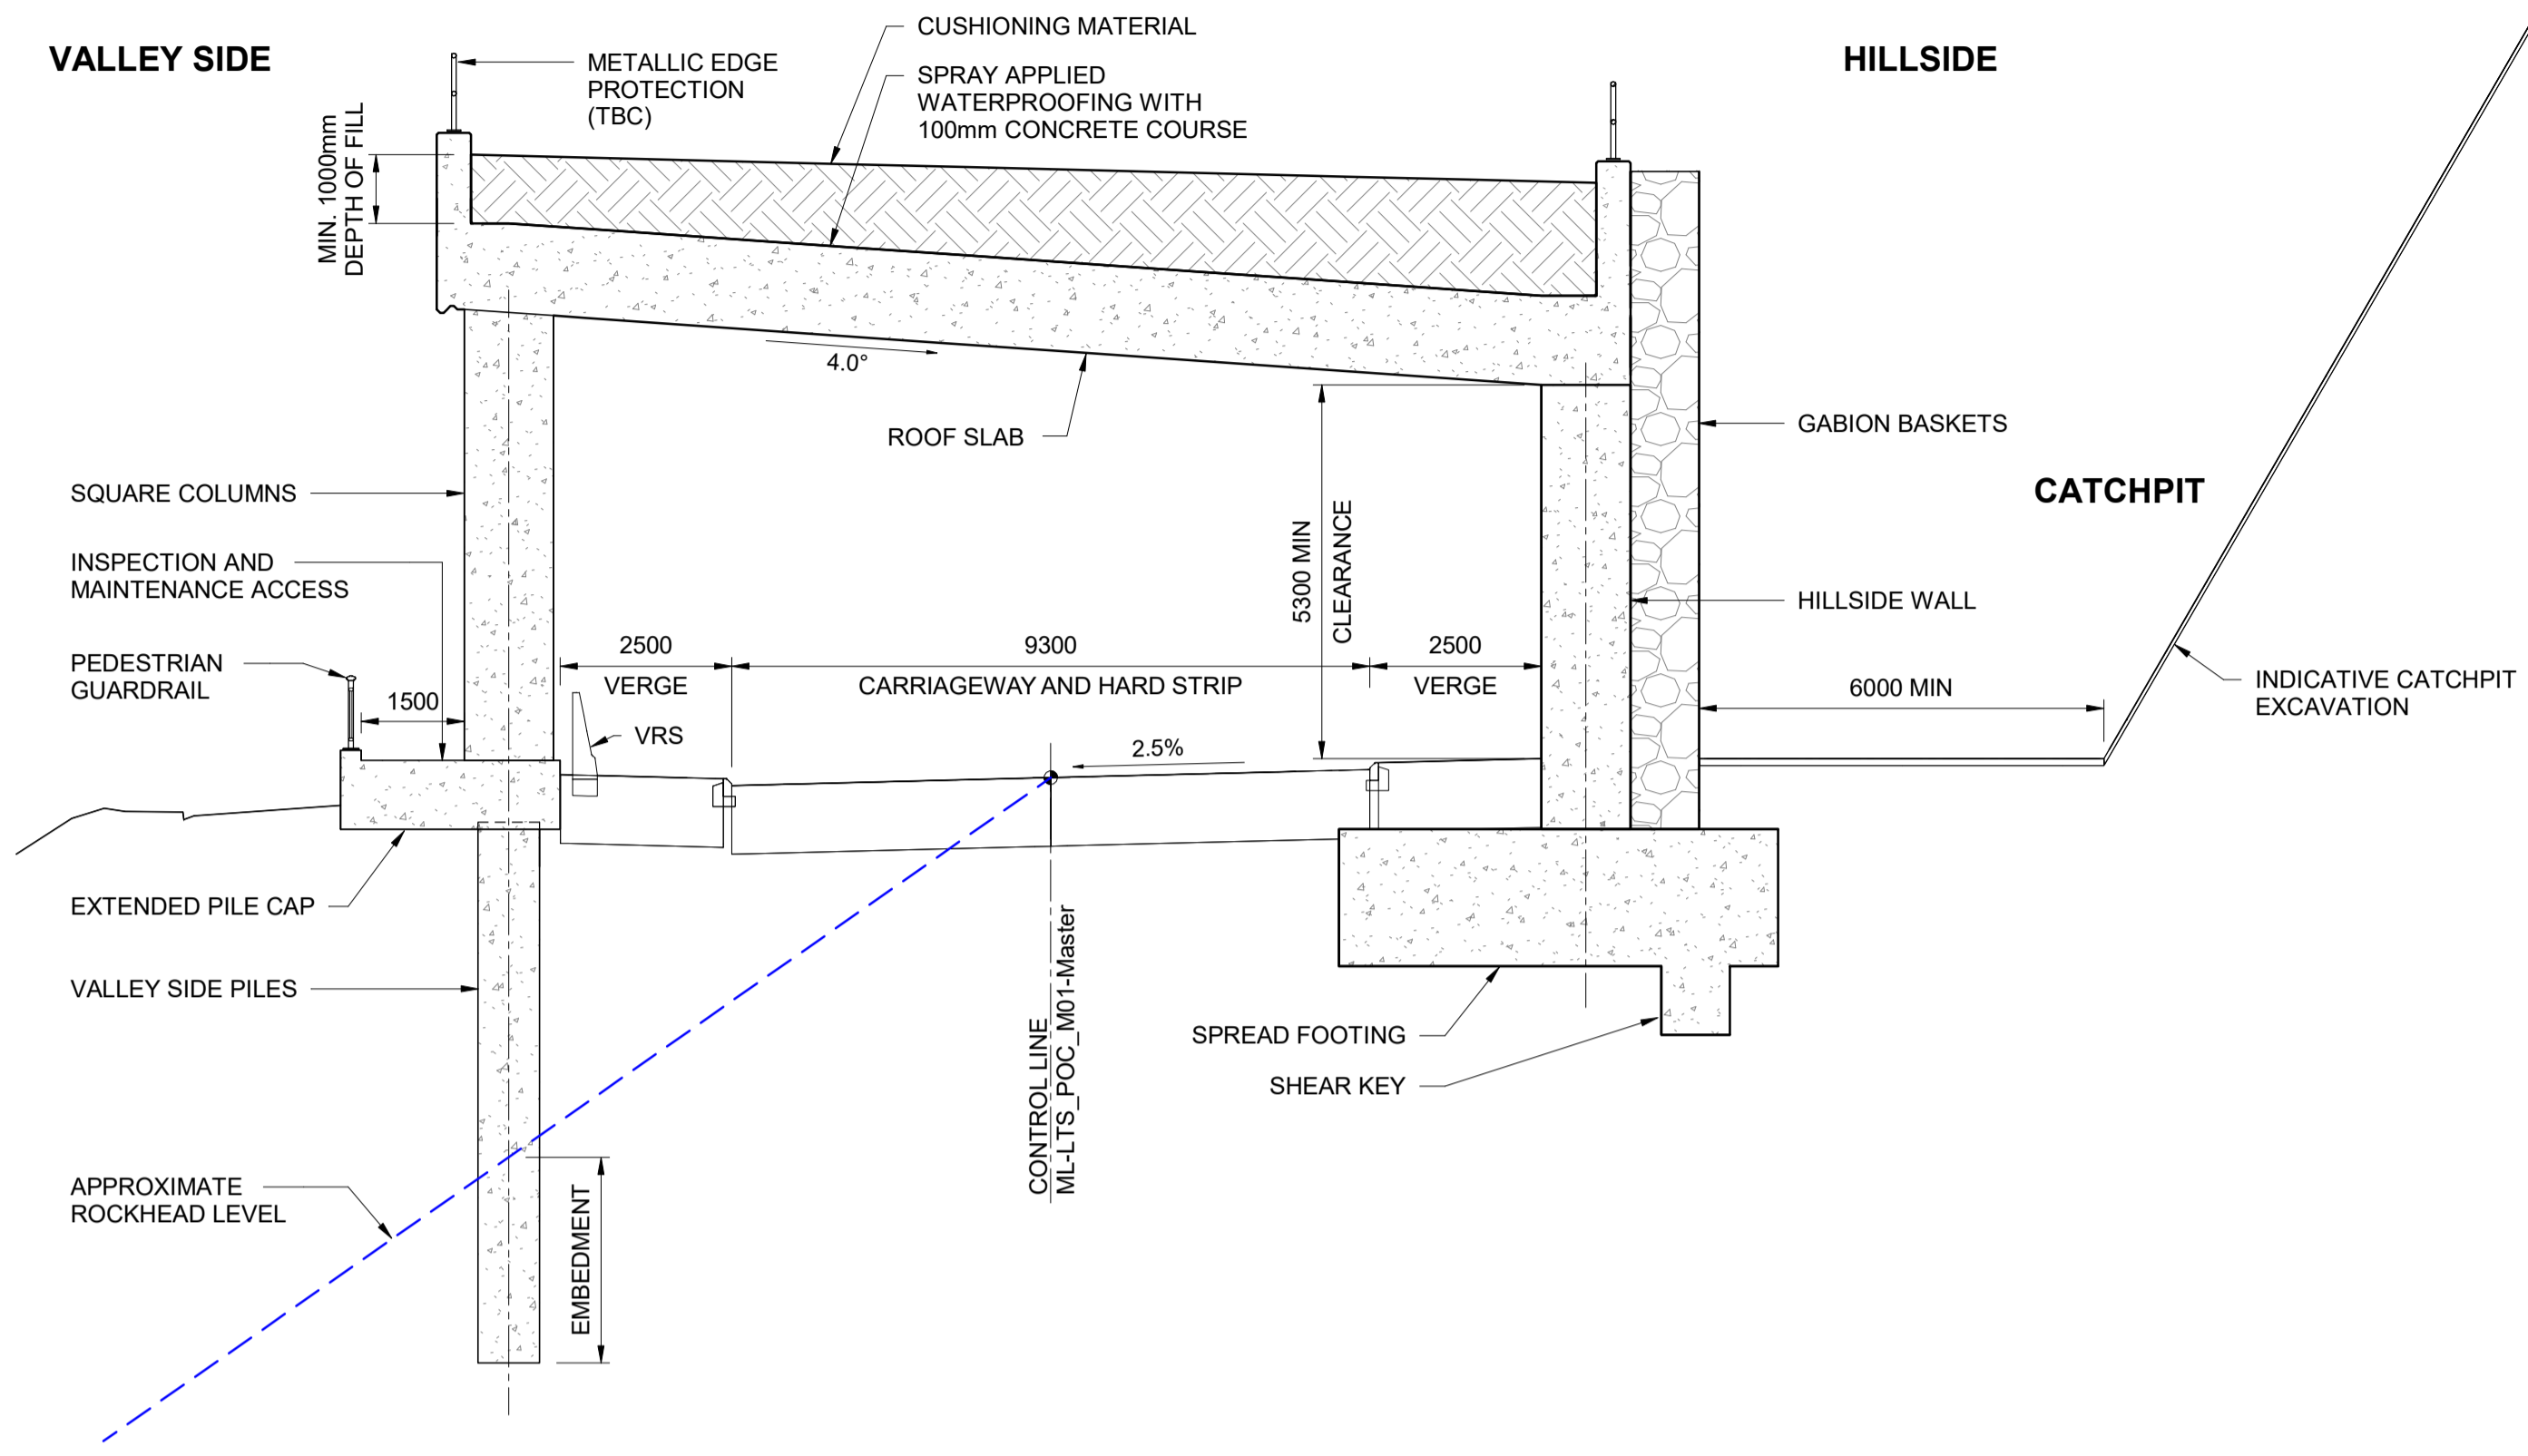 VALLEY SIDE
HILLSIDE
CUSHIONING MATERIAL
METALLIC EDGE
PROTECTION
(TBC)
SPRAY APPLIED
WATERPROOFING WITH
100mm CONCRETE COURSE
MIN. 1000mm
DEPTH OF FILL
4.0°
ROOF SLAB
GABION BASKETS
SQUARE COLUMNS
CATCHPIT
INSPECTION AND
MAINTENANCE ACCESS
5300 MIN
CLEARANCE
HILLSIDE WALL
PEDESTRIAN
GUARDRAIL
1500
2500
VERGE
9300
CARRIAGEWAY AND HARD STRIP
2500
VERGE
6000 MIN
INDICATIVE CATCHPIT
EXCAVATION
VRS
2.5%
EXTENDED PILE CAP
VALLEY SIDE PILES
CONTROL LINE
ML-LTS_POC_M01-Master
SPREAD FOOTING
SHEAR KEY
APPROXIMATE
ROCKHEAD LEVEL
EMBEDMENT